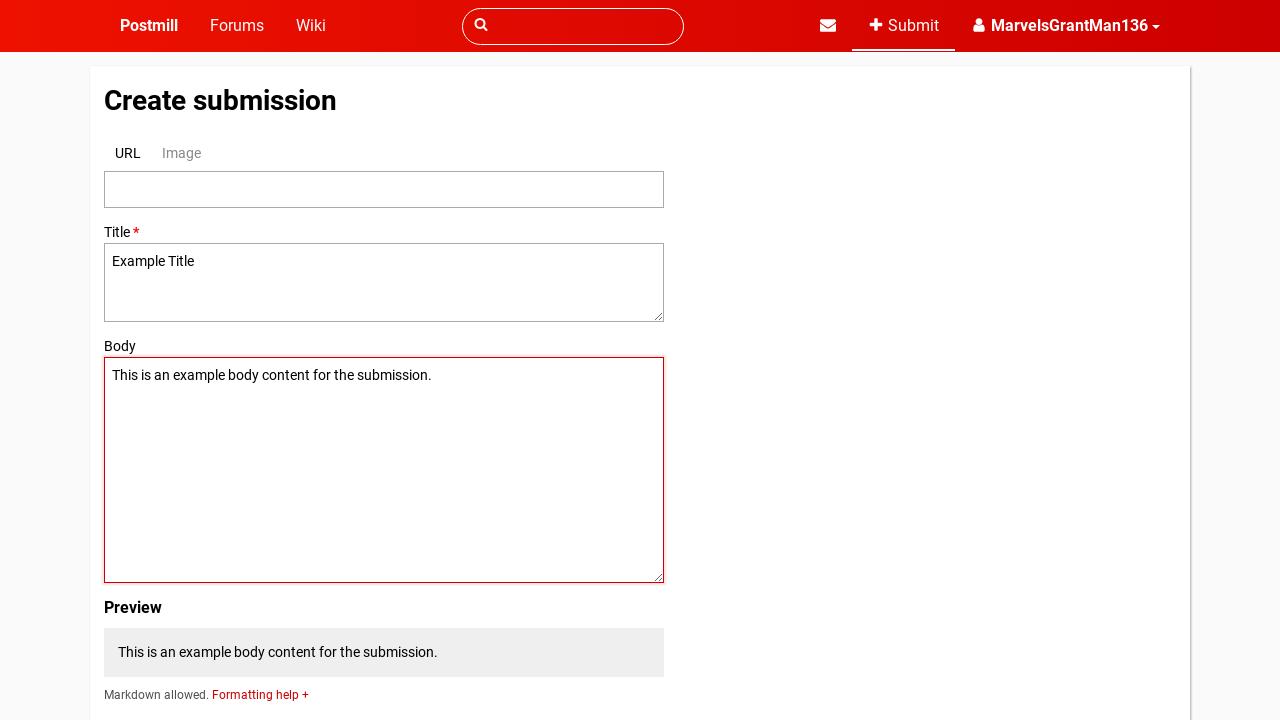 Postmill Forums Wiki Submit MarvelsGrantMan136
Create submission
URL Image
Title *
Example Title
Body
This is an example body content for the submission.
Preview
This is an example body content for the submission.
Markdown allowed. Formatting help +